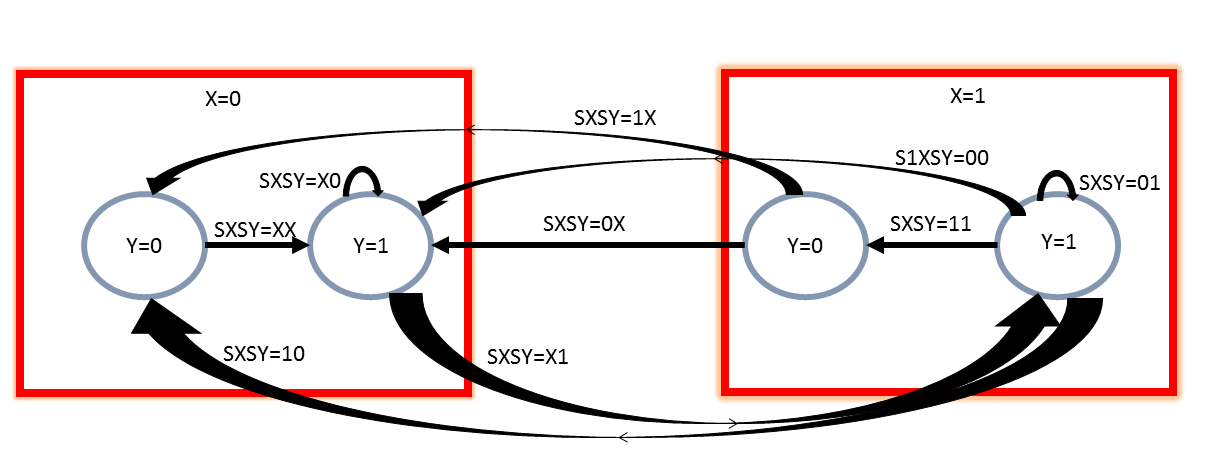 X=0
X=1
SXSY=1X
S1XSY=00
SXSY=X0
SXSY=01
SXSY=XX
SXSY=0X
SXSY=11
Y=0
Y=1
Y=0
Y=1
SXSY=10
SXSY=X1